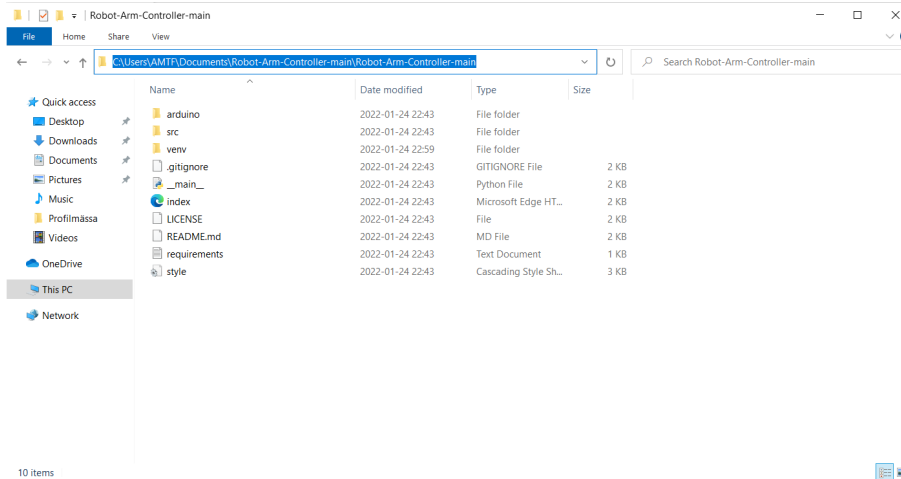 Robot-Arm-Controller-main
File Home Share View
C:\Users\AMTF\Documents\Robot-Arm-Controller-main\Robot-Arm-Controller-main
Search Robot-Arm-Controller-main
Quick access
Desktop
Downloads
Documents
Pictures
Music
Profilmässa
Videos
OneDrive
This PC
Network
Name Date modified Type Size
arduino 2022-01-24 22:43 File folder
src 2022-01-24 22:43 File folder
venv 2022-01-24 22:59 File folder
.gitignore 2022-01-24 22:43 GITIGNORE File 2 KB
__main__ 2022-01-24 22:43 Python File 2 KB
index 2022-01-24 22:43 Microsoft Edge HT... 2 KB
LICENSE 2022-01-24 22:43 File 2 KB
README.md 2022-01-24 22:43 MD File 2 KB
requirements 2022-01-24 22:43 Text Document 1 KB
style 2022-01-24 22:43 Cascading Style Sh... 3 KB
10 items